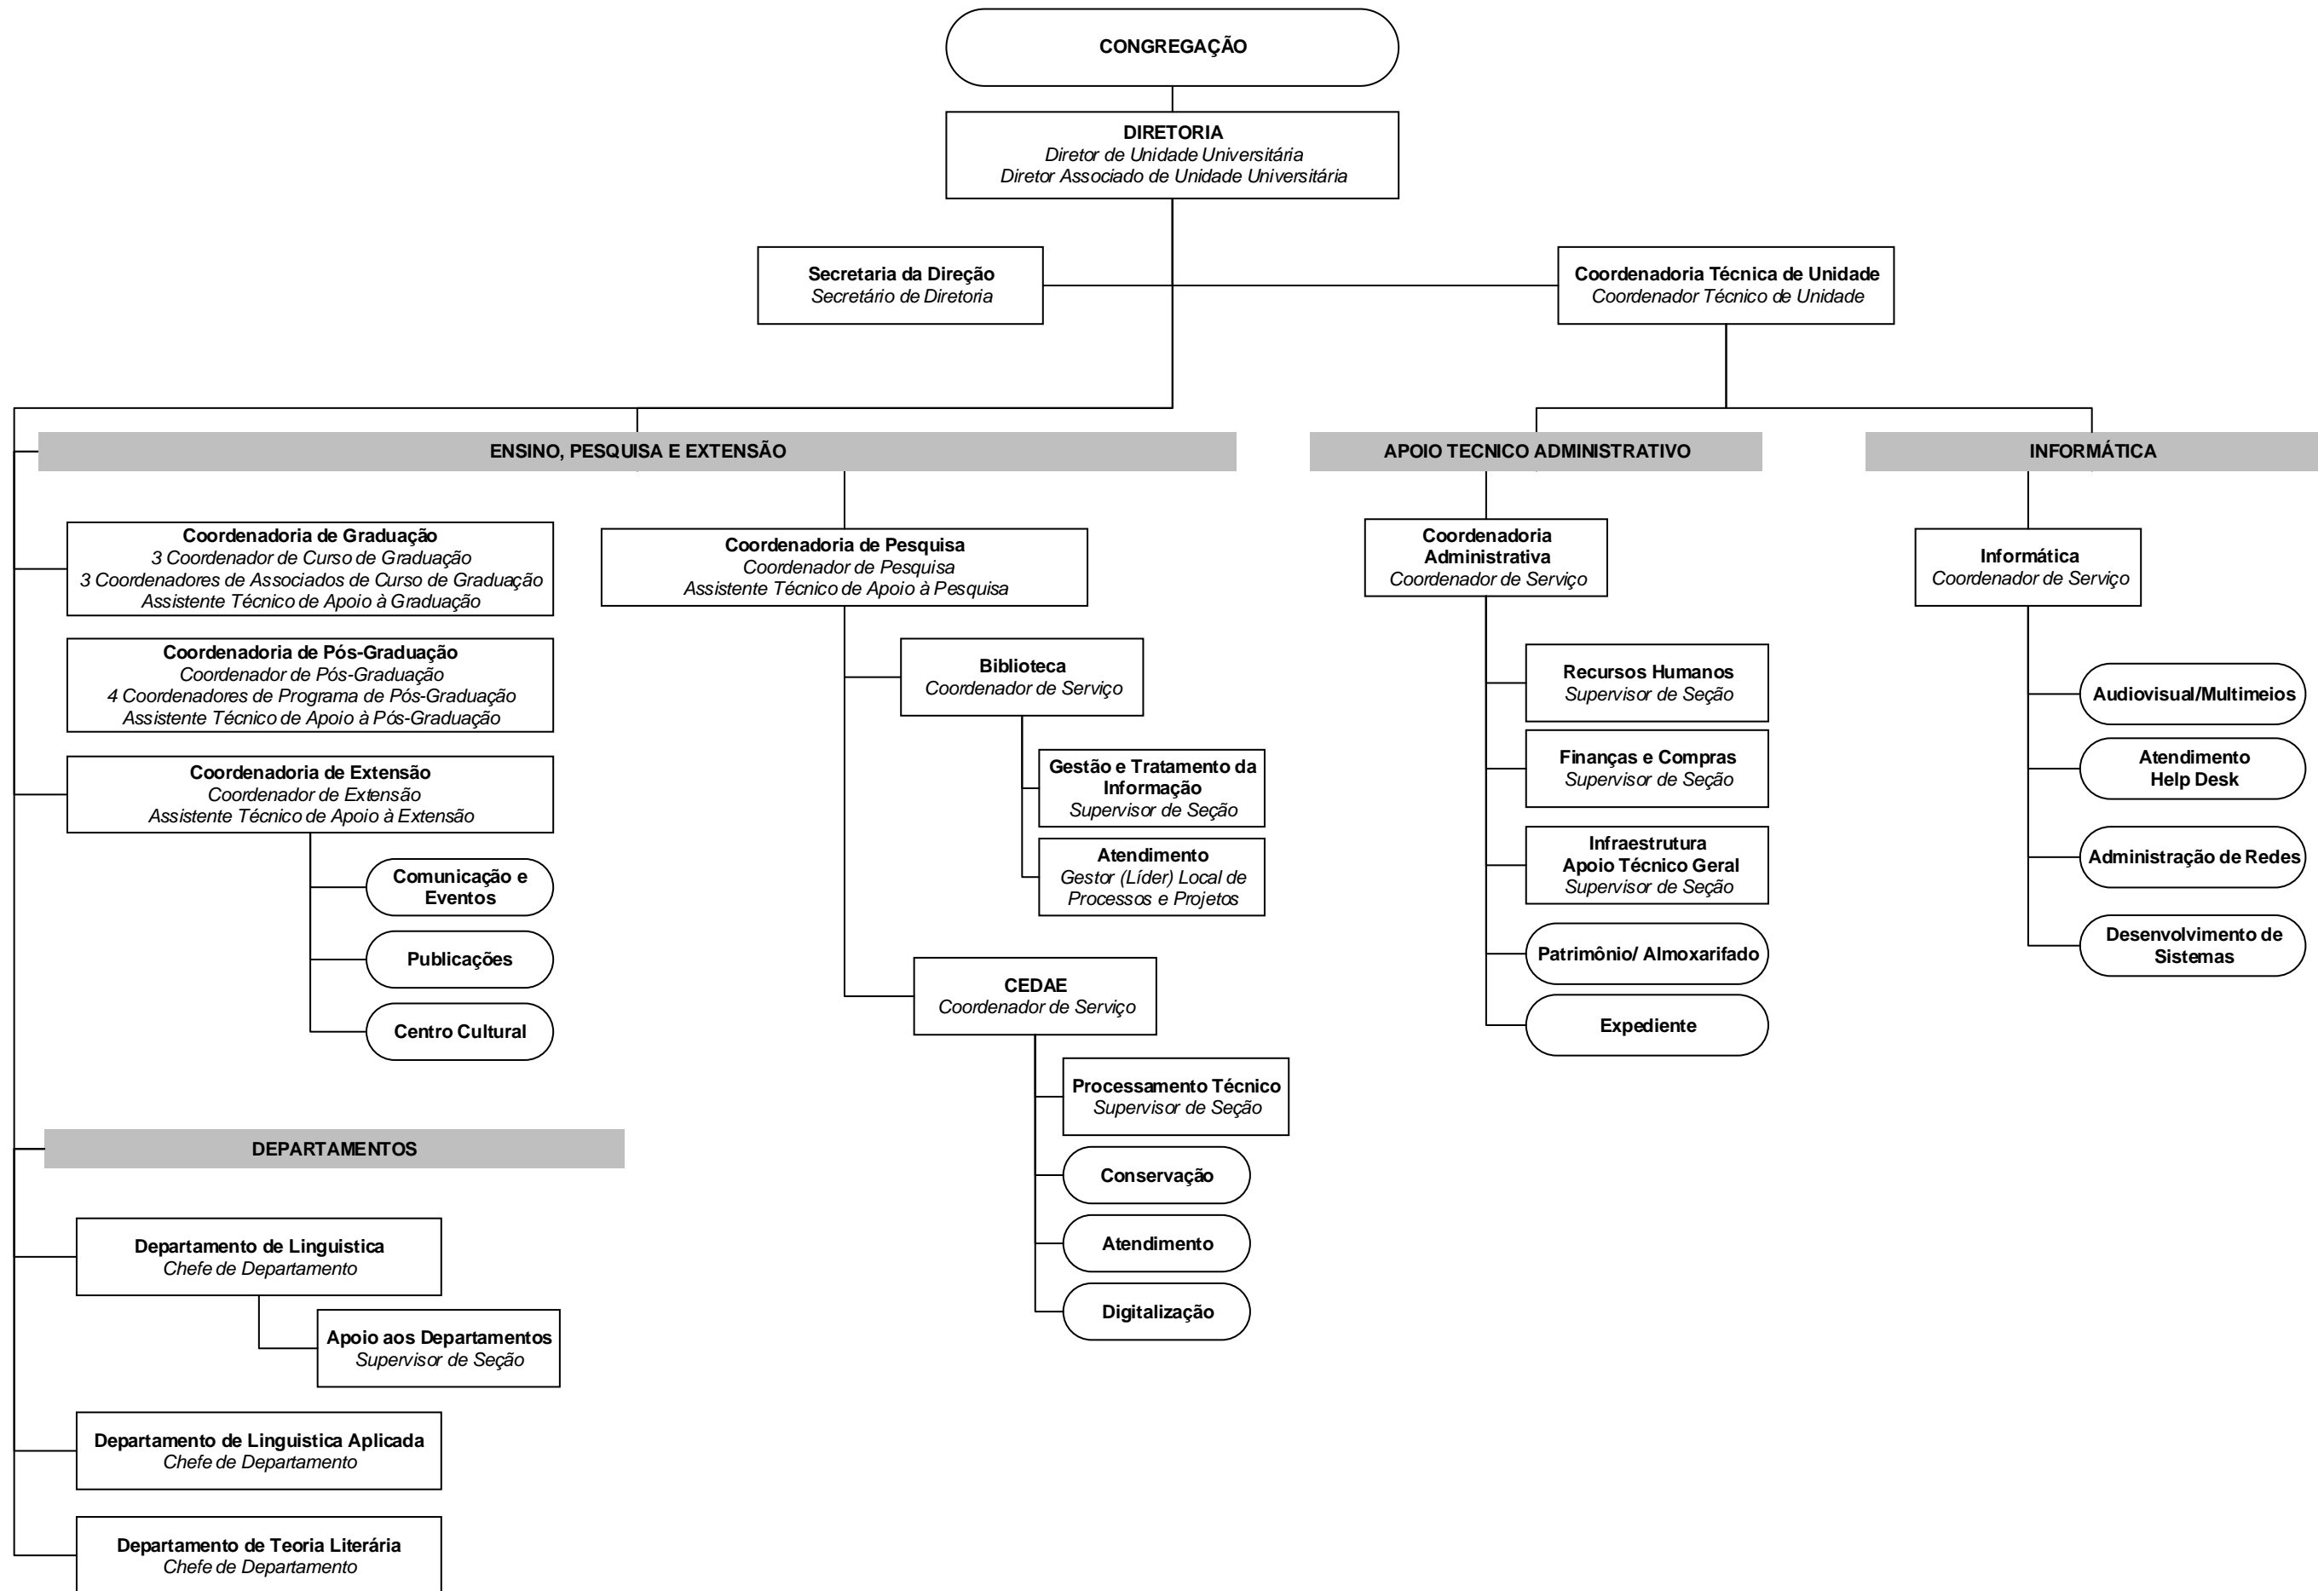 CONGREGAÇÃO
DIRETORIA
Diretor de Unidade Universitária
Diretor Associado de Unidade Universitária
Secretaria da Direção
Secretário de Diretoria
Coordenadoria Técnica de Unidade
Coordenador Técnico de Unidade
ENSINO, PESQUISA E EXTENSÃO
Coordenadoria de Graduação
3 Coordenador de Curso de Graduação
3 Coordenadores de Associados de Curso de Graduação
Assistente Técnico de Apoio à Graduação
Coordenadoria de Pós-Graduação
Coordenador de Pós-Graduação
4 Coordenadores de Programa de Pós-Graduação
Assistente Técnico de Apoio à Pós-Graduação
Coordenadoria de Extensão
Coordenador de Extensão
Assistente Técnico de Apoio à Extensão
Comunicação e
Eventos
Publicações
Centro Cultural
Coordenadoria de Pesquisa
Coordenador de Pesquisa
Assistente Técnico de Apoio à Pesquisa
Biblioteca
Coordenador de Serviço
Gestão e Tratamento da
Informação
Supervisor de Seção
Atendimento
Gestor (Líder) Local de
Processos e Projetos
CEDAE
Coordenador de Serviço
Processamento Técnico
Supervisor de Seção
Conservação
Atendimento
Digitalização
APOIO TECNICO ADMINISTRATIVO
Coordenadoria
Administrativa
Coordenador de Serviço
Recursos Humanos
Supervisor de Seção
Finanças e Compras
Supervisor de Seção
Infraestrutura
Apoio Técnico Geral
Supervisor de Seção
Patrimônio/ Almoxarifado
Expediente
INFORMÁTICA
Informática
Coordenador de Serviço
Audiovisual/Multimeios
Atendimento
Help Desk
Administração de Redes
Desenvolvimento de
Sistemas
DEPARTAMENTOS
Departamento de Linguistica
Chefe de Departamento
Apoio aos Departamentos
Supervisor de Seção
Departamento de Linguistica Aplicada
Chefe de Departamento
Departamento de Teoria Literária
Chefe de Departamento